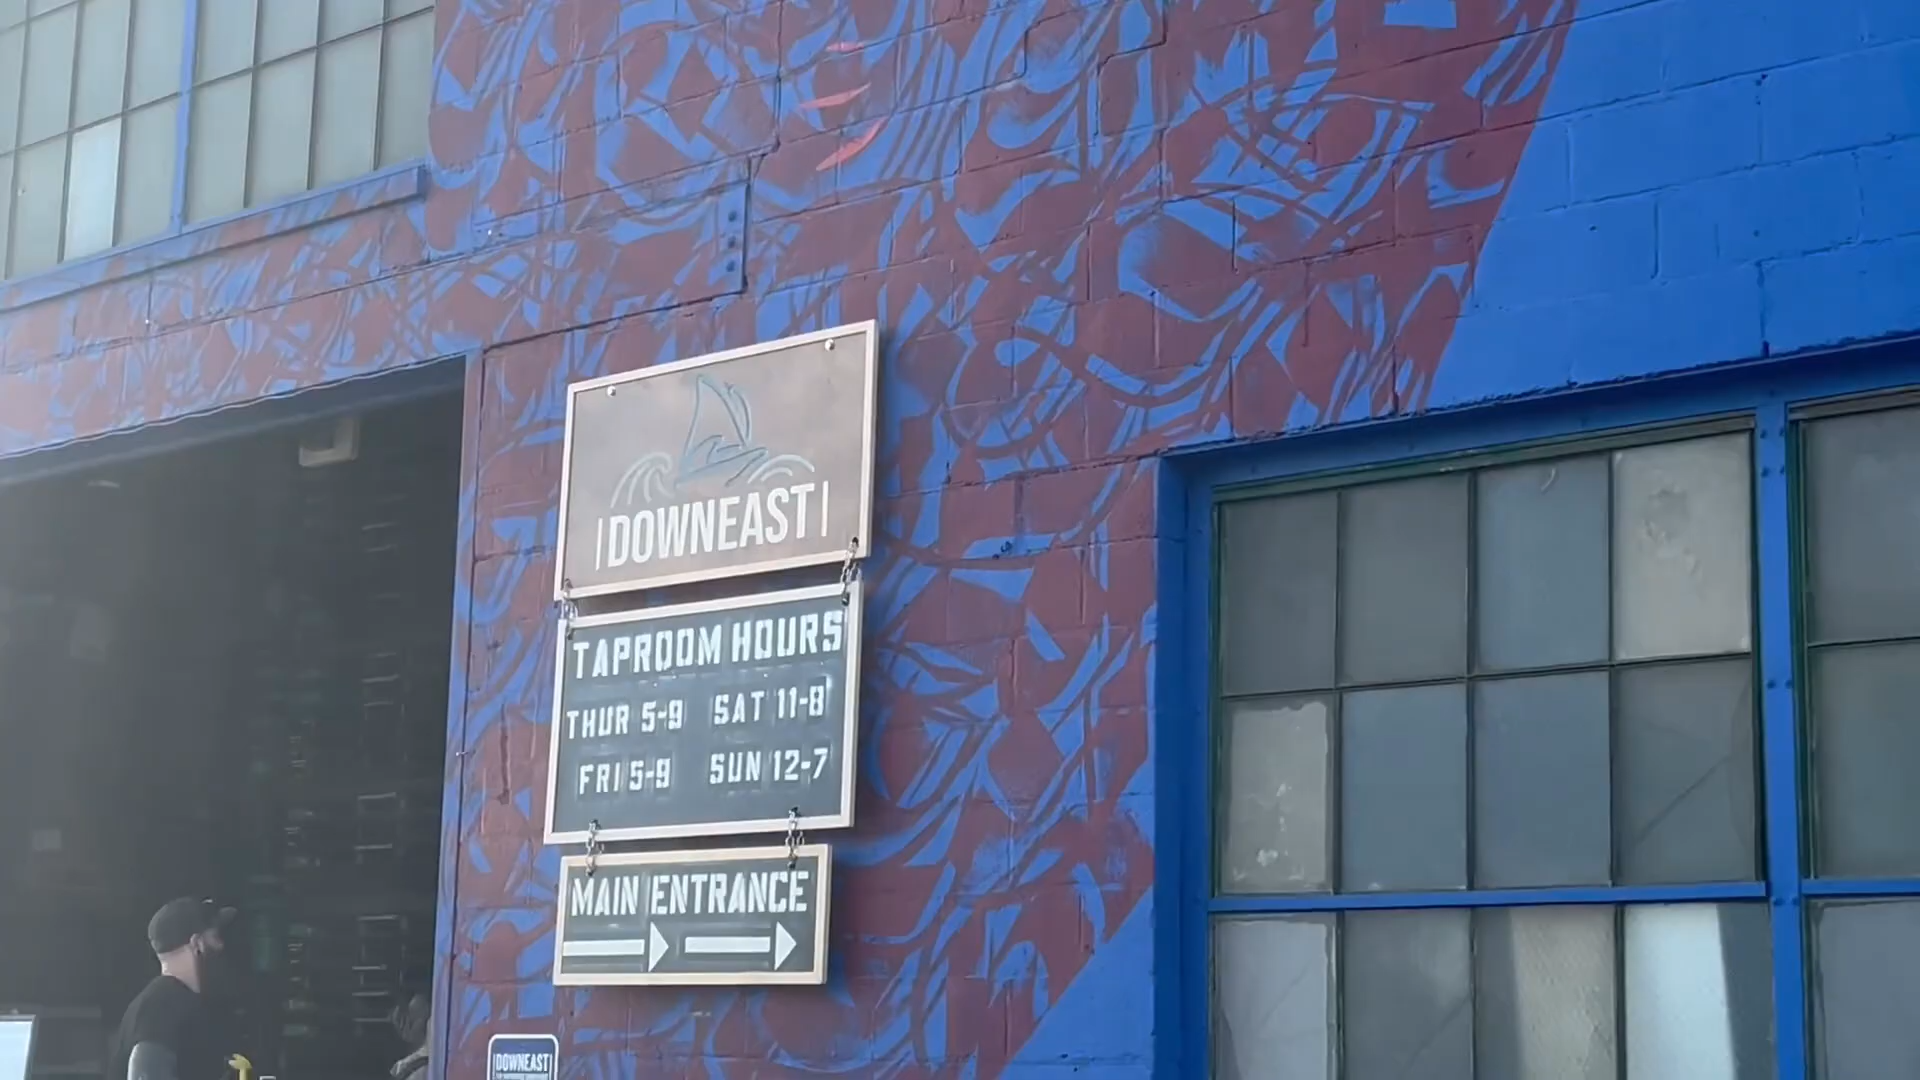 DOWNEAST
TAPROOM HOURS
THUR 5-9 SAT 11-8
FRI 5-9 SUN 12-7
MAIN ENTRANCE
DOWNEAST